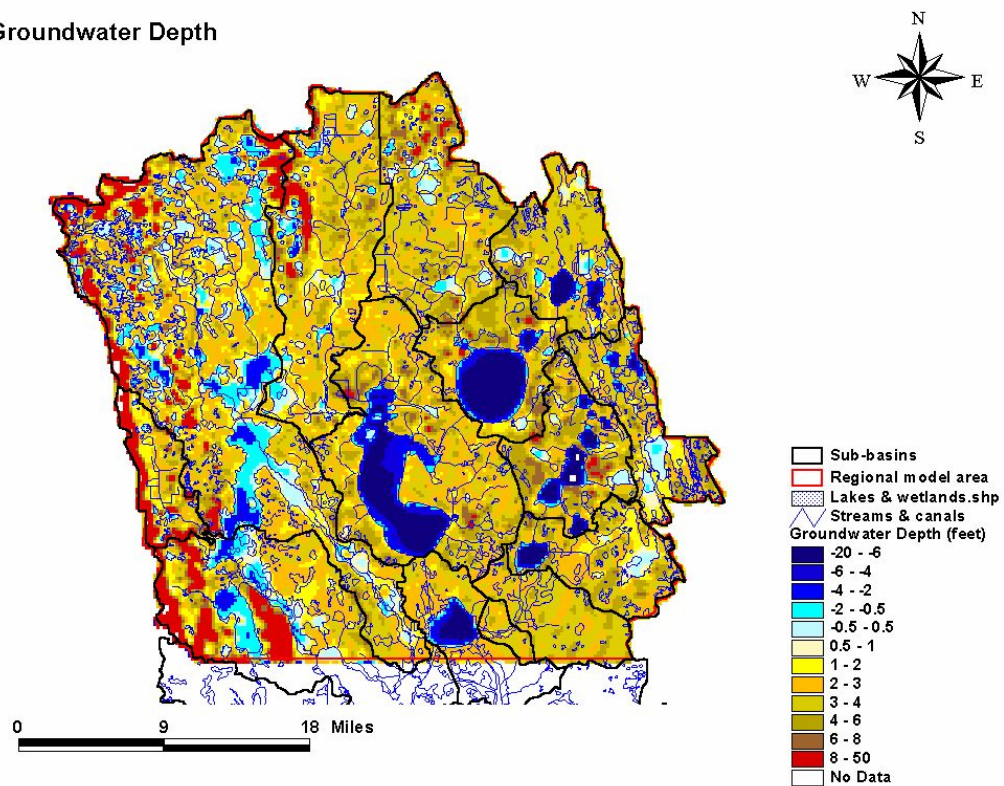 Groundwater Depth
N
W E
S
Sub-basins
Regional model area
Lakes & wetlands.shp
Streams & canals
Groundwater Depth (feet)
-20 - -6
-6 - -4
-4 - -2
-2 - -0.5
-0.5 - 0.5
0.5 - 1
1 - 2
2 - 3
3 - 4
4 - 6
6 - 8
8 - 50
No Data
0 9 18 Miles